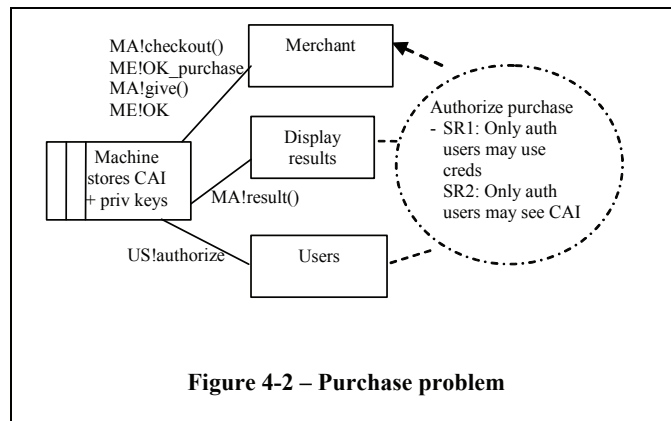 MA!checkout()
ME!OK_purchase
MA!give()
ME!OK
Merchant
Authorize purchase
- SR1: Only auth
users may use
creds
SR2: Only auth
users may see CAI
Display
results
Machine
stores CAI
+ priv keys
MA!result()
US!authorize
Users
Figure 4-2 – Purchase problem